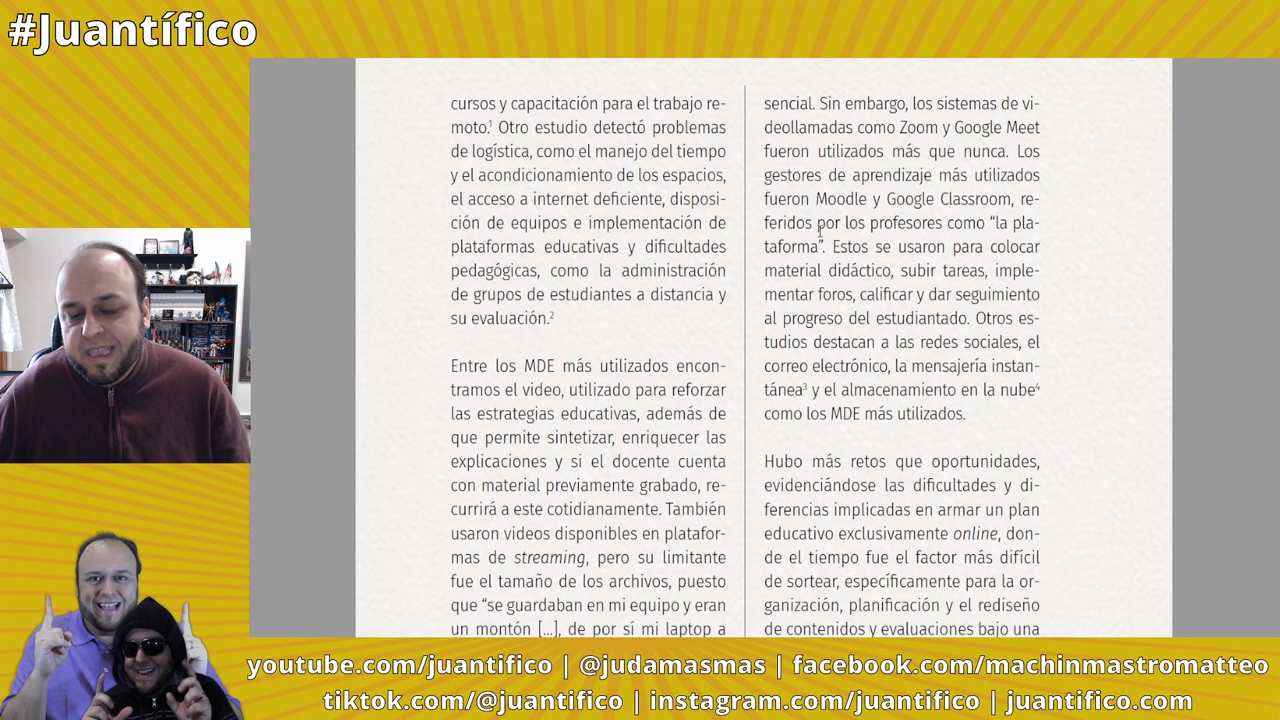 #Juantífico
cursos y capacitación para el trabajo re-
moto.¹ Otro estudio detectó problemas
de logística, como el manejo del tiempo
y el acondicionamiento de los espacios,
el acceso a internet deficiente, disposi-
ción de equipos e implementación de
plataformas educativas y dificultades
pedagógicas, como la administración
de grupos de estudiantes a distancia y
su evaluación.²
Entre los MDE más utilizados encon-
tramos el video, utilizado para reforzar
las estrategias educativas, además de
que permite sintetizar, enriquecer las
explicaciones y si el docente cuenta
con material previamente grabado, re-
currirá a este cotidianamente. También
usaron videos disponibles en platafor-
mas de streaming, pero su limitante
fue el tamaño de los archivos, puesto
que “se guardaban en mi equipo y eran
un montón [...], de por sí mi laptop a
sencial. Sin embargo, los sistemas de vi-
deollamadas como Zoom y Google Meet
fueron utilizados más que nunca. Los
gestores de aprendizaje más utilizados
fueron Moodle y Google Classroom, re-
feridos por los profesores como “la pla-
taforma”. Estos se usaron para colocar
material didáctico, subir tareas, imple-
mentar foros, calificar y dar seguimiento
al progreso del estudiantado. Otros es-
tudios destacan a las redes sociales, el
correo electrónico, la mensajería instan-
tánea³ y el almacenamiento en la nube⁴
como los MDE más utilizados.
Hubo más retos que oportunidades,
evidenciándose las dificultades y di-
ferencias implicadas en armar un plan
educativo exclusivamente online, don-
de el tiempo fue el factor más difícil
de sortear, específicamente para la or-
ganización, planificación y el rediseño
de contenidos y evaluaciones bajo una
youtube.com/juantifico | @judamasmas | facebook.com/machinmastromatteo
tiktok.com/@juantifico | instagram.com/juantifico | juantifico.com